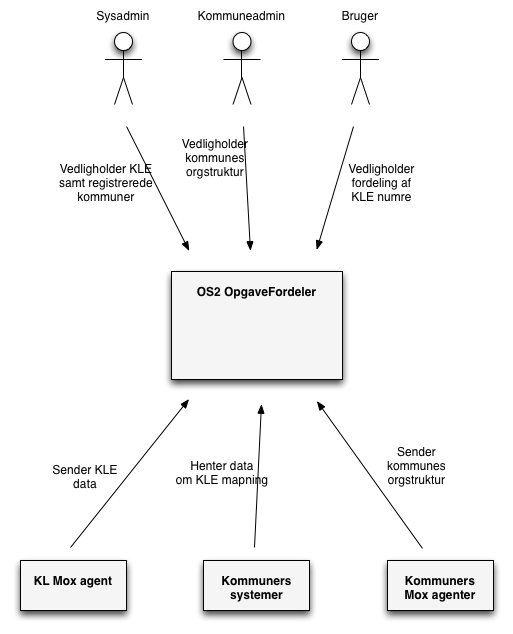 Sysadmin
Kommuneadmin
Bruger
Vedligholder KLE
samt registrerede
kommuner
Vedligholder
kommunes
orgstruktur
Vedligholder
fordeling af
KLE numre
OS2 OpgaveFordeler
Sender KLE
data
Henter data
om KLE mapning
Sender
kommunes
orgstruktur
KL Mox agent
Kommuners
systemer
Kommuners
Mox agenter